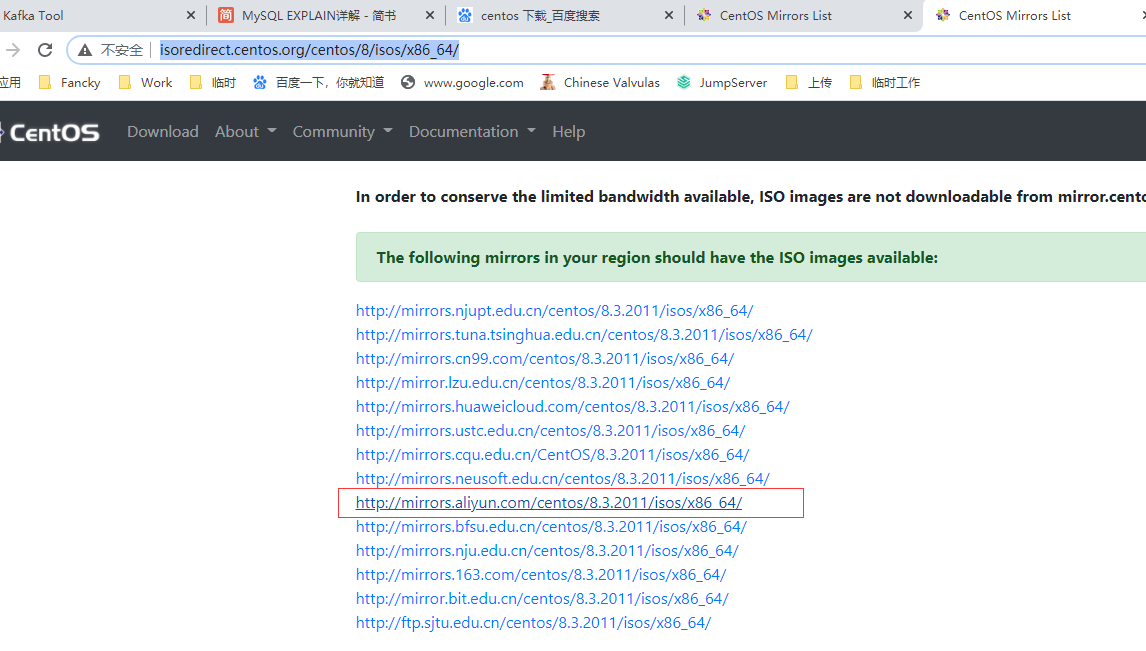 Kafka Tool
简 MySQL EXPLAIN详解 - 简书
centos 下载_百度搜索
CentOS Mirrors List
CentOS Mirrors List
不安全 isoredirect.centos.org/centos/8/isos/x86_64/
应用 Fancky Work 临时 百度一下，你就知道 www.google.com Chinese Valvulas JumpServer 上传 临时工作
CentOS Download About Community Documentation Help
In order to conserve the limited bandwidth available, ISO images are not downloadable from mirror.cento
The following mirrors in your region should have the ISO images available:
http://mirrors.njupt.edu.cn/centos/8.3.2011/isos/x86_64/
http://mirrors.tuna.tsinghua.edu.cn/centos/8.3.2011/isos/x86_64/
http://mirrors.cn99.com/centos/8.3.2011/isos/x86_64/
http://mirror.lzu.edu.cn/centos/8.3.2011/isos/x86_64/
http://mirrors.huaweicloud.com/centos/8.3.2011/isos/x86_64/
http://mirrors.ustc.edu.cn/centos/8.3.2011/isos/x86_64/
http://mirrors.cqu.edu.cn/CentOS/8.3.2011/isos/x86_64/
http://mirrors.neusoft.edu.cn/centos/8.3.2011/isos/x86_64/
http://mirrors.aliyun.com/centos/8.3.2011/isos/x86_64/
http://mirrors.bfsu.edu.cn/centos/8.3.2011/isos/x86_64/
http://mirrors.nju.edu.cn/centos/8.3.2011/isos/x86_64/
http://mirrors.163.com/centos/8.3.2011/isos/x86_64/
http://mirror.bit.edu.cn/centos/8.3.2011/isos/x86_64/
http://ftp.sjtu.edu.cn/centos/8.3.2011/isos/x86_64/